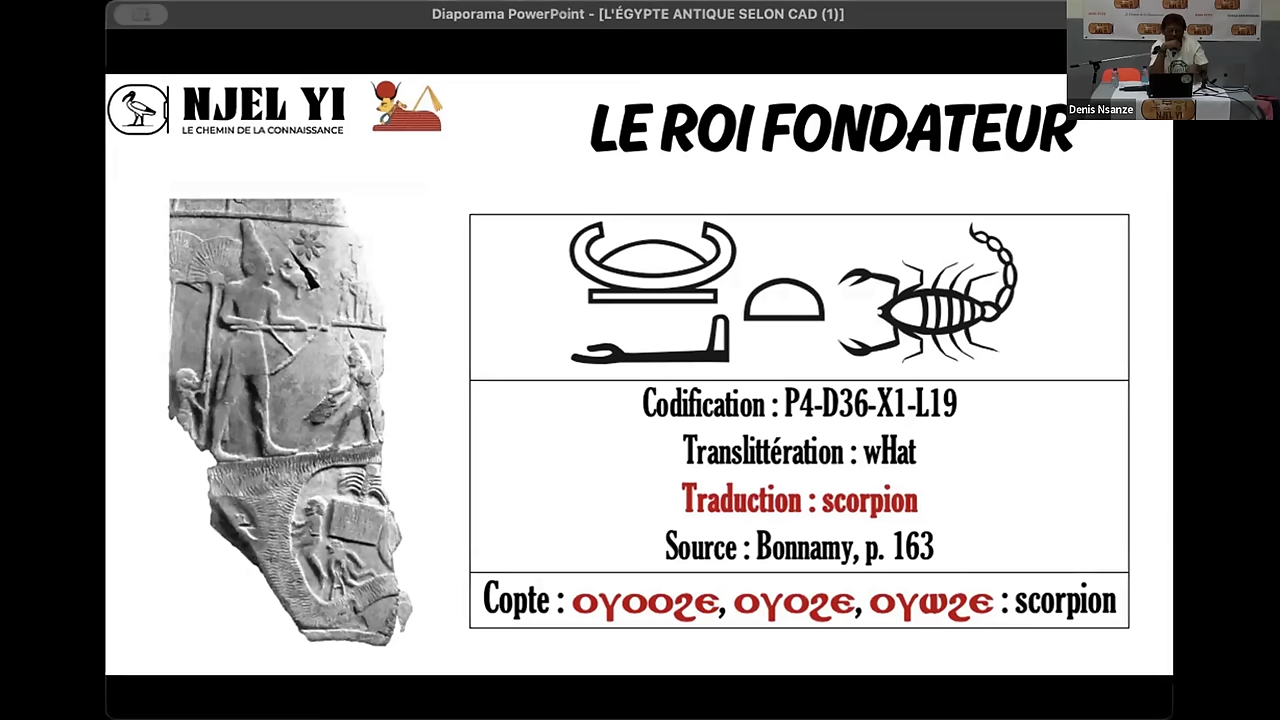 Diaporama PowerPoint - [L'ÉGYPTE ANTIQUE SELON CAD (1)]
Denis Nsanze
NJEL YI
LE CHEMIN DE LA CONNAISSANCE
LE ROI FONDATEUR
Codification : P4-D36-X1-L19
Translittération : wHat
Traduction : scorpion
Source : Bonnamy, p. 163
Copte : ⲟⲩⲟⲟϩⲉ, ⲟⲩⲟϩⲉ, ⲟⲩⲱϩⲉ : scorpion